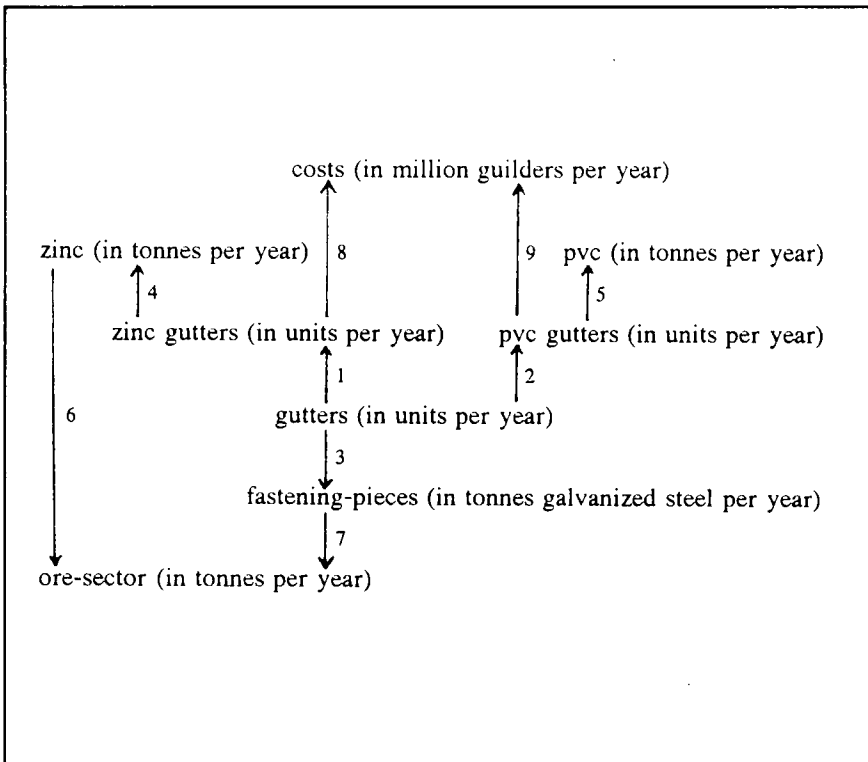 costs (in million guilders per year)
zinc (in tonnes per year) 8 9 pvc (in tonnes per year)
4 5
zinc gutters (in units per year) pvc gutters (in units per year)
1 2
6 gutters (in units per year)
3
fastening-pieces (in tonnes galvanized steel per year)
7
ore-sector (in tonnes per year)